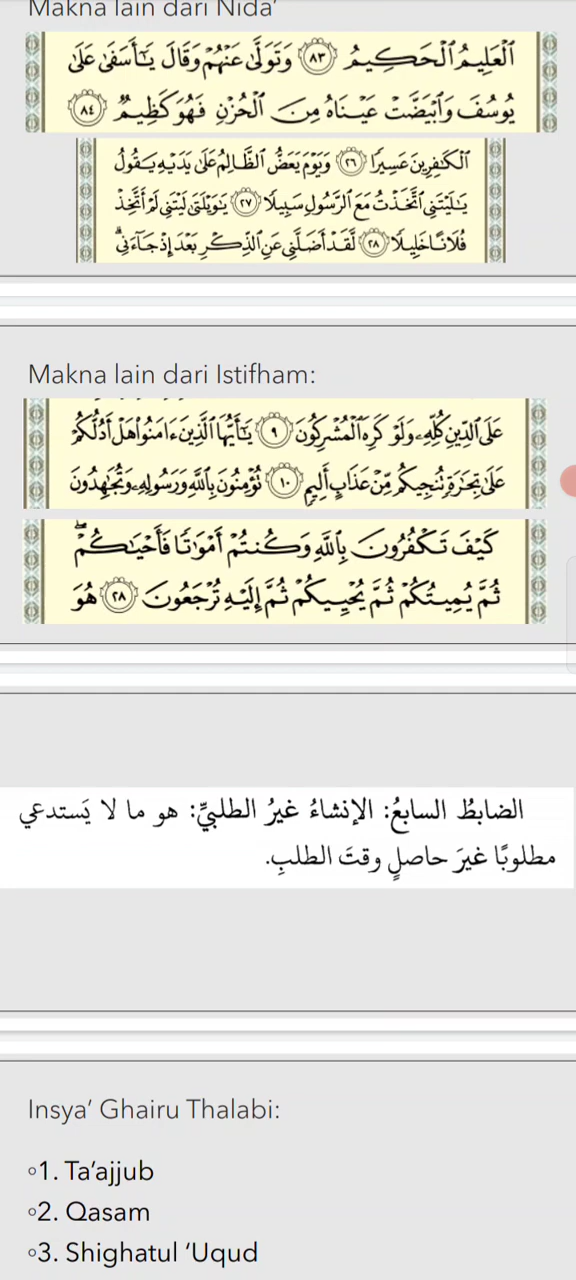 Makna lain dari Nida’
ٱلْعَلِيمُ ٱلْحَكِيمُ ٨٣ وَتَوَلَّىٰ عَنْهُمْ وَقَالَ يَـٰٓأَسَفَىٰ عَلَىٰ
يُوسُفَ وَٱبْيَضَّتْ عَيْنَاهُ مِنَ ٱلْحُزْنِ فَهُوَ كَظِيمٌ ٨٤
ٱلْكَـٰفِرِينَ عَسِيرًا ٢٦ وَيَوْمَ يَعَضُّ ٱلظَّالِمُ عَلَىٰ يَدَيْهِ يَقُولُ
يَـٰلَيْتَنِى ٱتَّخَذْتُ مَعَ ٱلرَّسُولِ سَبِيلًا ٢٧ يَـٰوَيْلَتَىٰ لَيْتَنِى لَمْ أَتَّخِذْ
فُلَانًا خَلِيلًا ٢٨ لَّقَدْ أَضَلَّنِى عَنِ ٱلذِّكْرِ بَعْدَ إِذْ جَآءَنِى ۗ
Makna lain dari Istifham:
عَلَى ٱلدِّينِ كُلِّهِۦ وَلَوْ كَرِهَ ٱلْمُشْرِكُونَ ٩ يَـٰٓأَيُّهَا ٱلَّذِينَ ءَامَنُوا۟ هَلْ أَدُلُّكُمْ
عَلَىٰ تِجَـٰرَةٍ تُنجِيكُم مِّنْ عَذَابٍ أَلِيمٍ ١٠ تُؤْمِنُونَ بِٱللَّهِ وَرَسُولِهِۦ وَتُجَـٰهِدُونَ
كَيْفَ تَكْفُرُونَ بِٱللَّهِ وَكُنتُمْ أَمْوَٰتًا فَأَحْيَـٰكُمْ ۖ
ثُمَّ يُمِيتُكُمْ ثُمَّ يُحْيِيكُمْ ثُمَّ إِلَيْهِ تُرْجَعُونَ ٢٨ هُوَ
الضابطُ السابعُ: الإنشاءُ غيرُ الطلبيِّ: هو ما لا يَستدعي
مطلوبًا غيرَ حاصلٍ وقتَ الطلبِ.
Insya’ Ghairu Thalabi:
◦1. Ta’ajjub
◦2. Qasam
◦3. Shighatul ‘Uqud